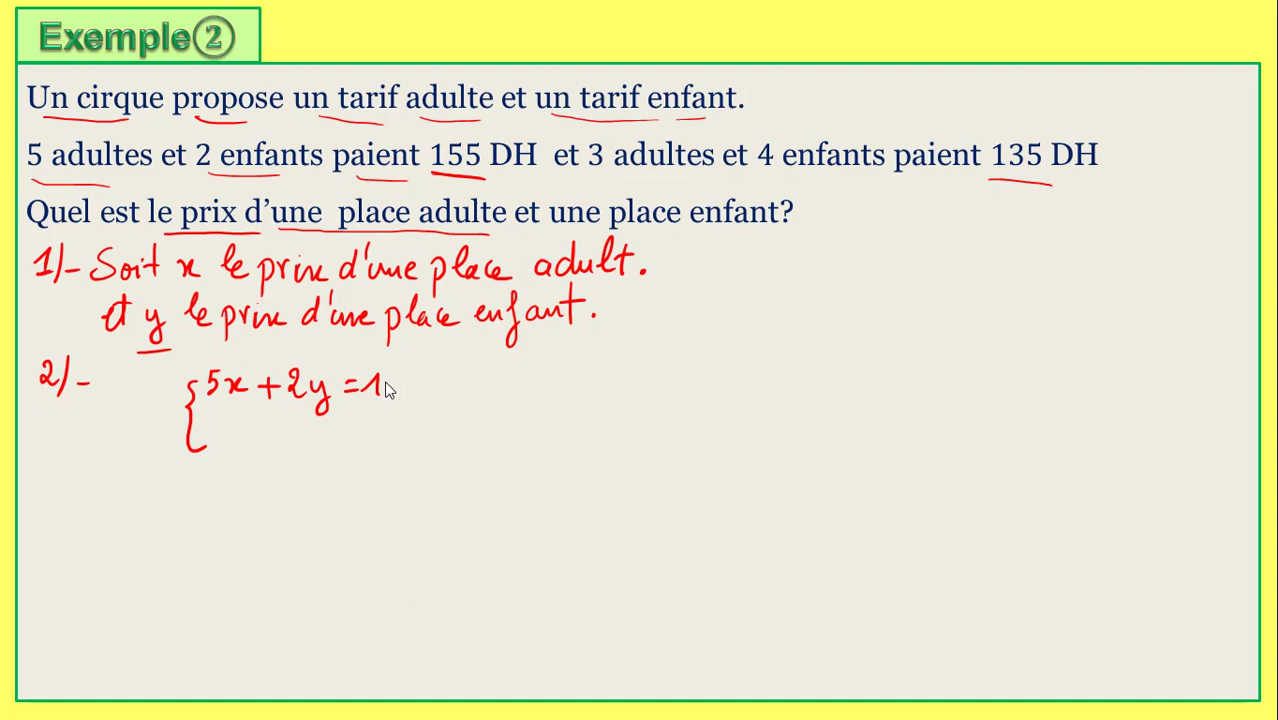 Exemple②
Un cirque propose un tarif adulte et un tarif enfant.
5 adultes et 2 enfants paient 155 DH et 3 adultes et 4 enfants paient 135 DH
Quel est le prix d’une place adulte et une place enfant?
1/- Soit x le prix d'une place adult.
et y le prix d'une place enfant.
2/- { 5x + 2y = 1